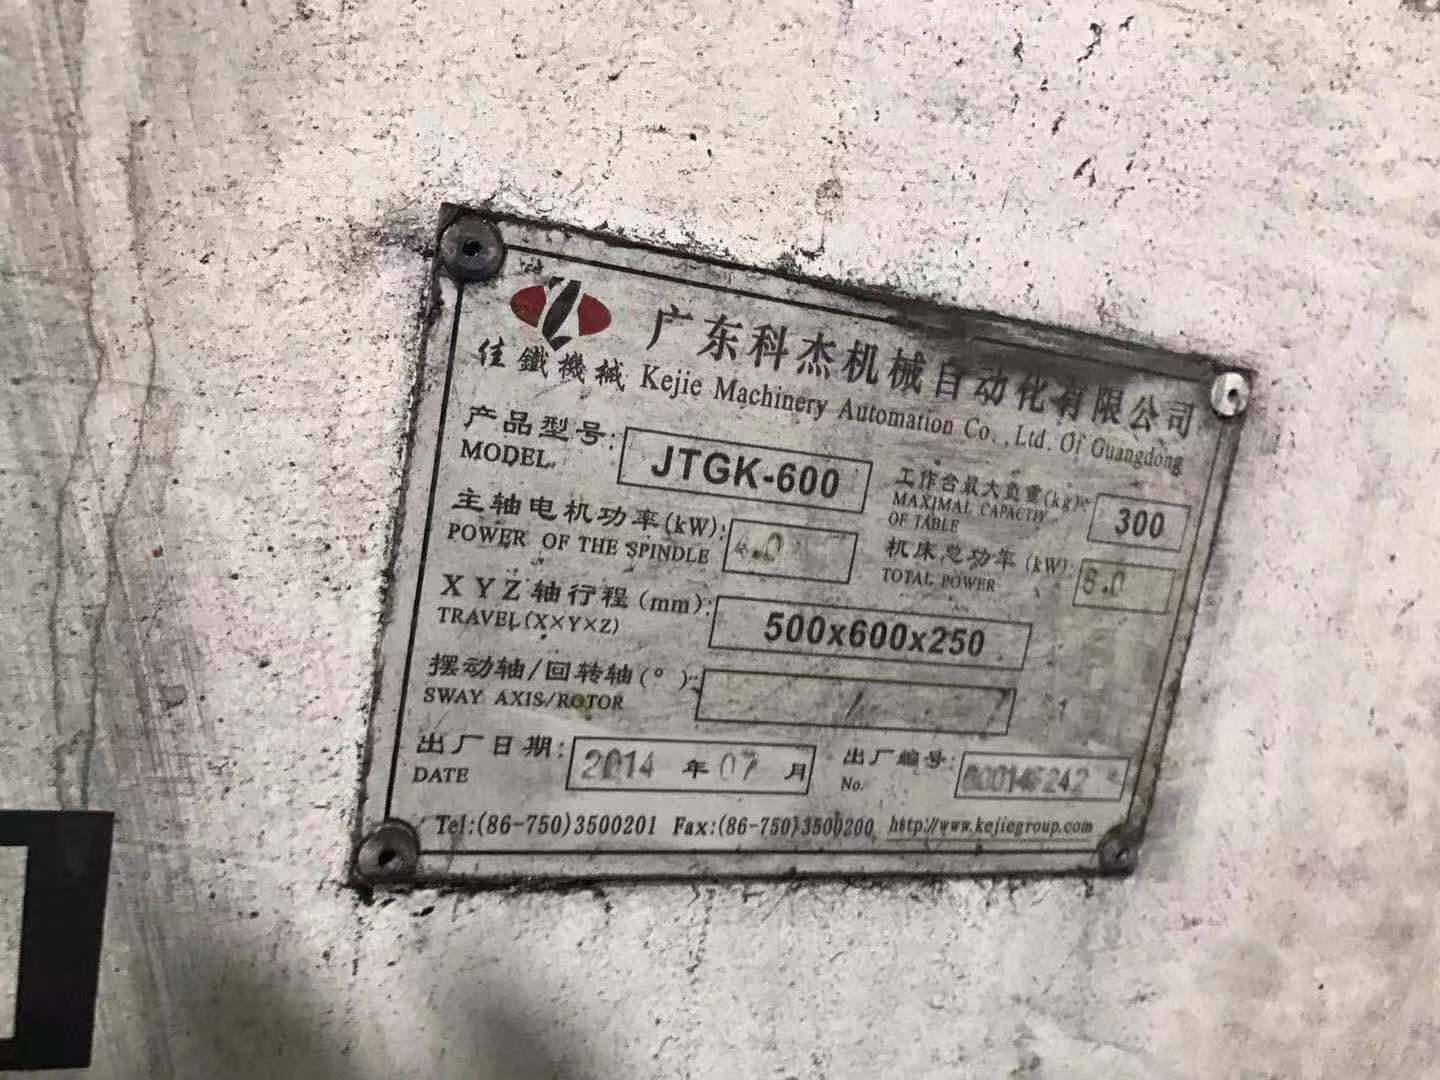 佳鐵機械
广东科杰机械自动化有限公司
Kejie Machinery Automation Co., Ltd. Of Guangdong
产品型号: JTGK-600
MODEL
工作台最大负重(kg): 300
MAXIMAL CAPACTIY
OF TABLE
主轴电机功率(kW): 4.0
POWER OF THE SPINDLE
机床总功率(kW):
TOTAL POWER
XYZ轴行程(mm): 500x600x250
TRAVEL(X×Y×Z)
摆动轴/回转轴(°): /
SWAY AXIS/ROTOR
出厂日期: 2014 年 07 月
DATE
出厂编号:
No.
Tel:(86-750)3500201 Fax:(86-750)3500200 http://www.kejiegroup.com